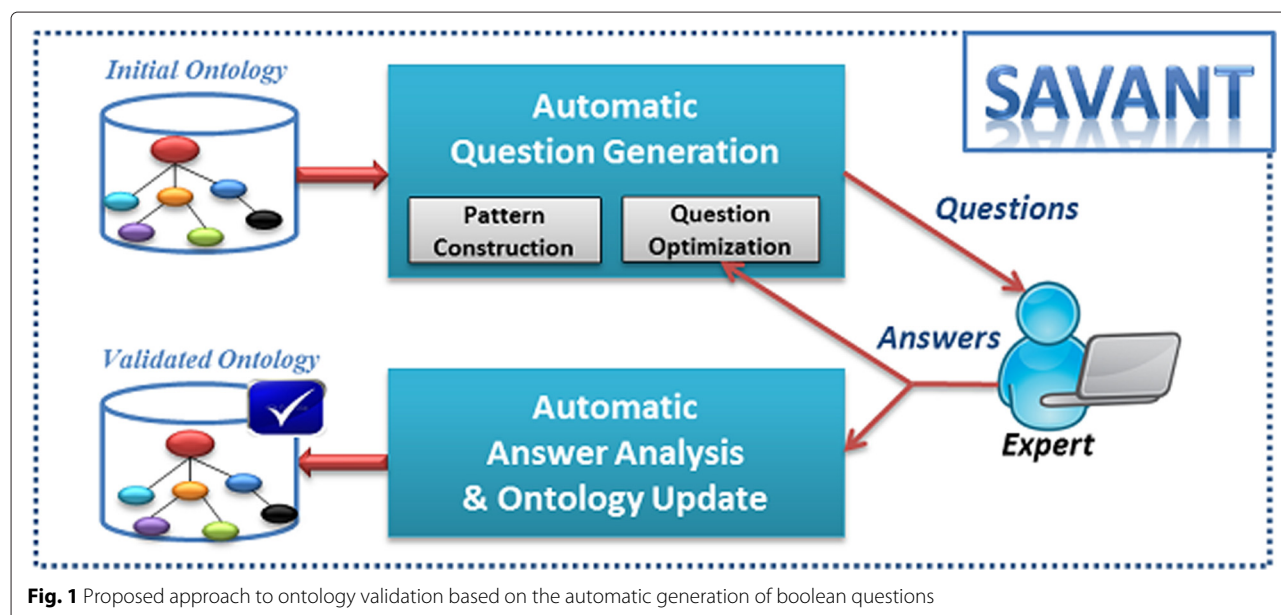 Initial Ontology
SAVANT
Automatic
Question Generation
Pattern
Construction
Question
Optimization
Questions
Answers
Expert
Validated Ontology
Automatic
Answer Analysis
& Ontology Update
Fig. 1 Proposed approach to ontology validation based on the automatic generation of boolean questions